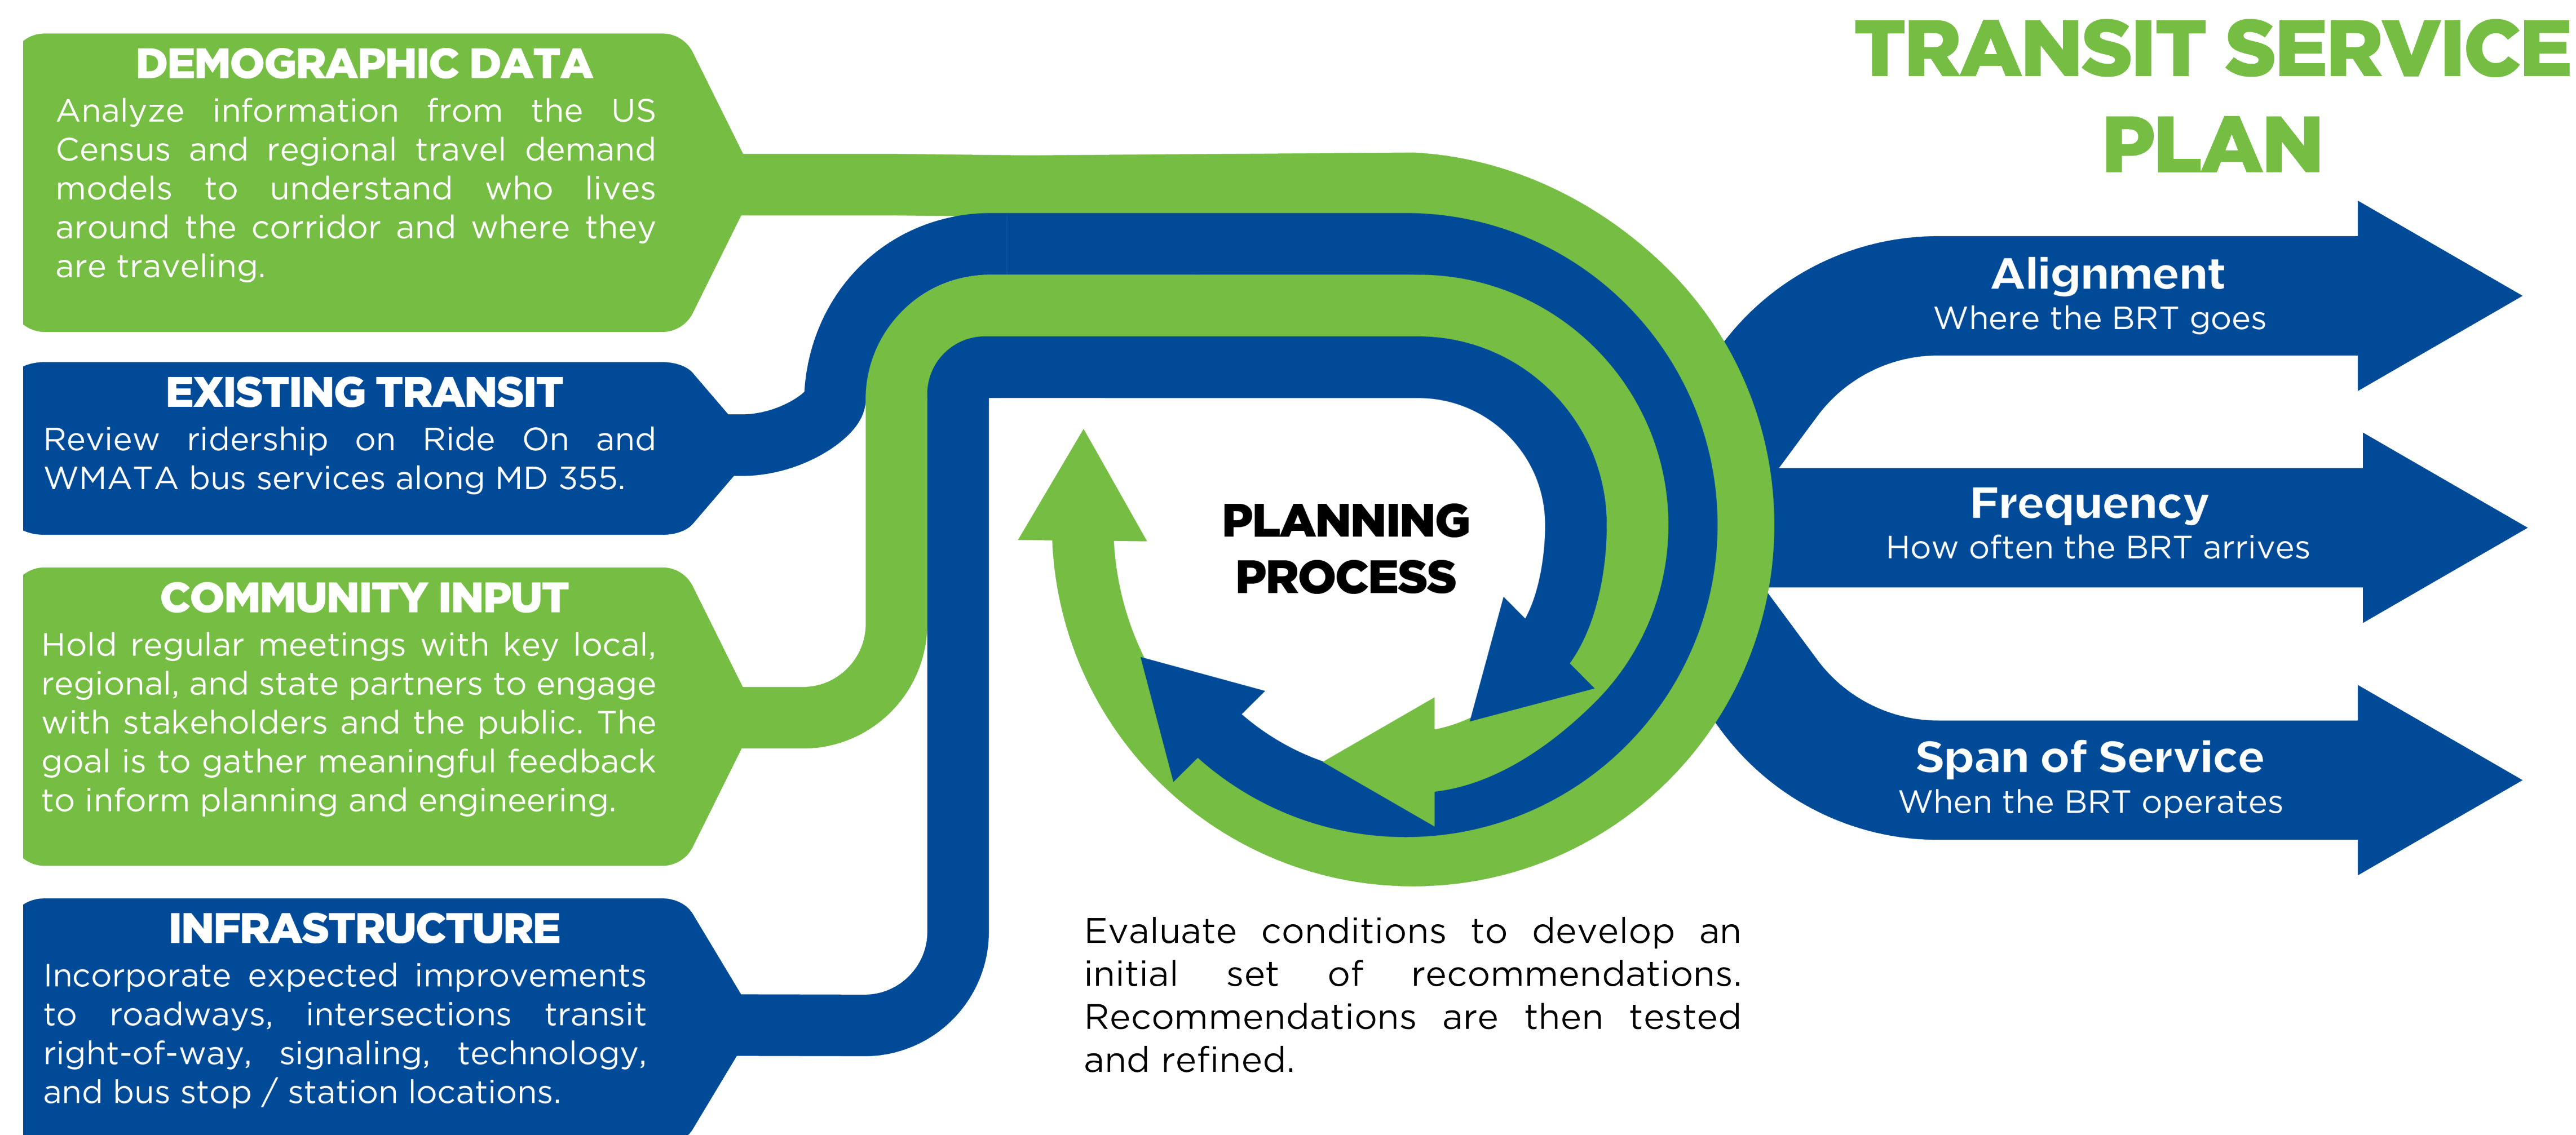 DEMOGRAPHIC DATA
Analyze information from the US
Census and regional travel demand
models to understand who lives
around the corridor and where they
are traveling.
EXISTING TRANSIT
Review ridership on Ride On and
WMATA bus services along MD 355.
COMMUNITY INPUT
Hold regular meetings with key local,
regional, and state partners to engage
with stakeholders and the public. The
goal is to gather meaningful feedback
to inform planning and engineering.
INFRASTRUCTURE
Incorporate expected improvements
to roadways, intersections transit
right-of-way, signaling, technology,
and bus stop / station locations.
PLANNING
PROCESS
Evaluate conditions to develop an
initial set of recommendations.
Recommendations are then tested
and refined.
TRANSIT SERVICE
PLAN
Alignment
Where the BRT goes
Frequency
How often the BRT arrives
Span of Service
When the BRT operates